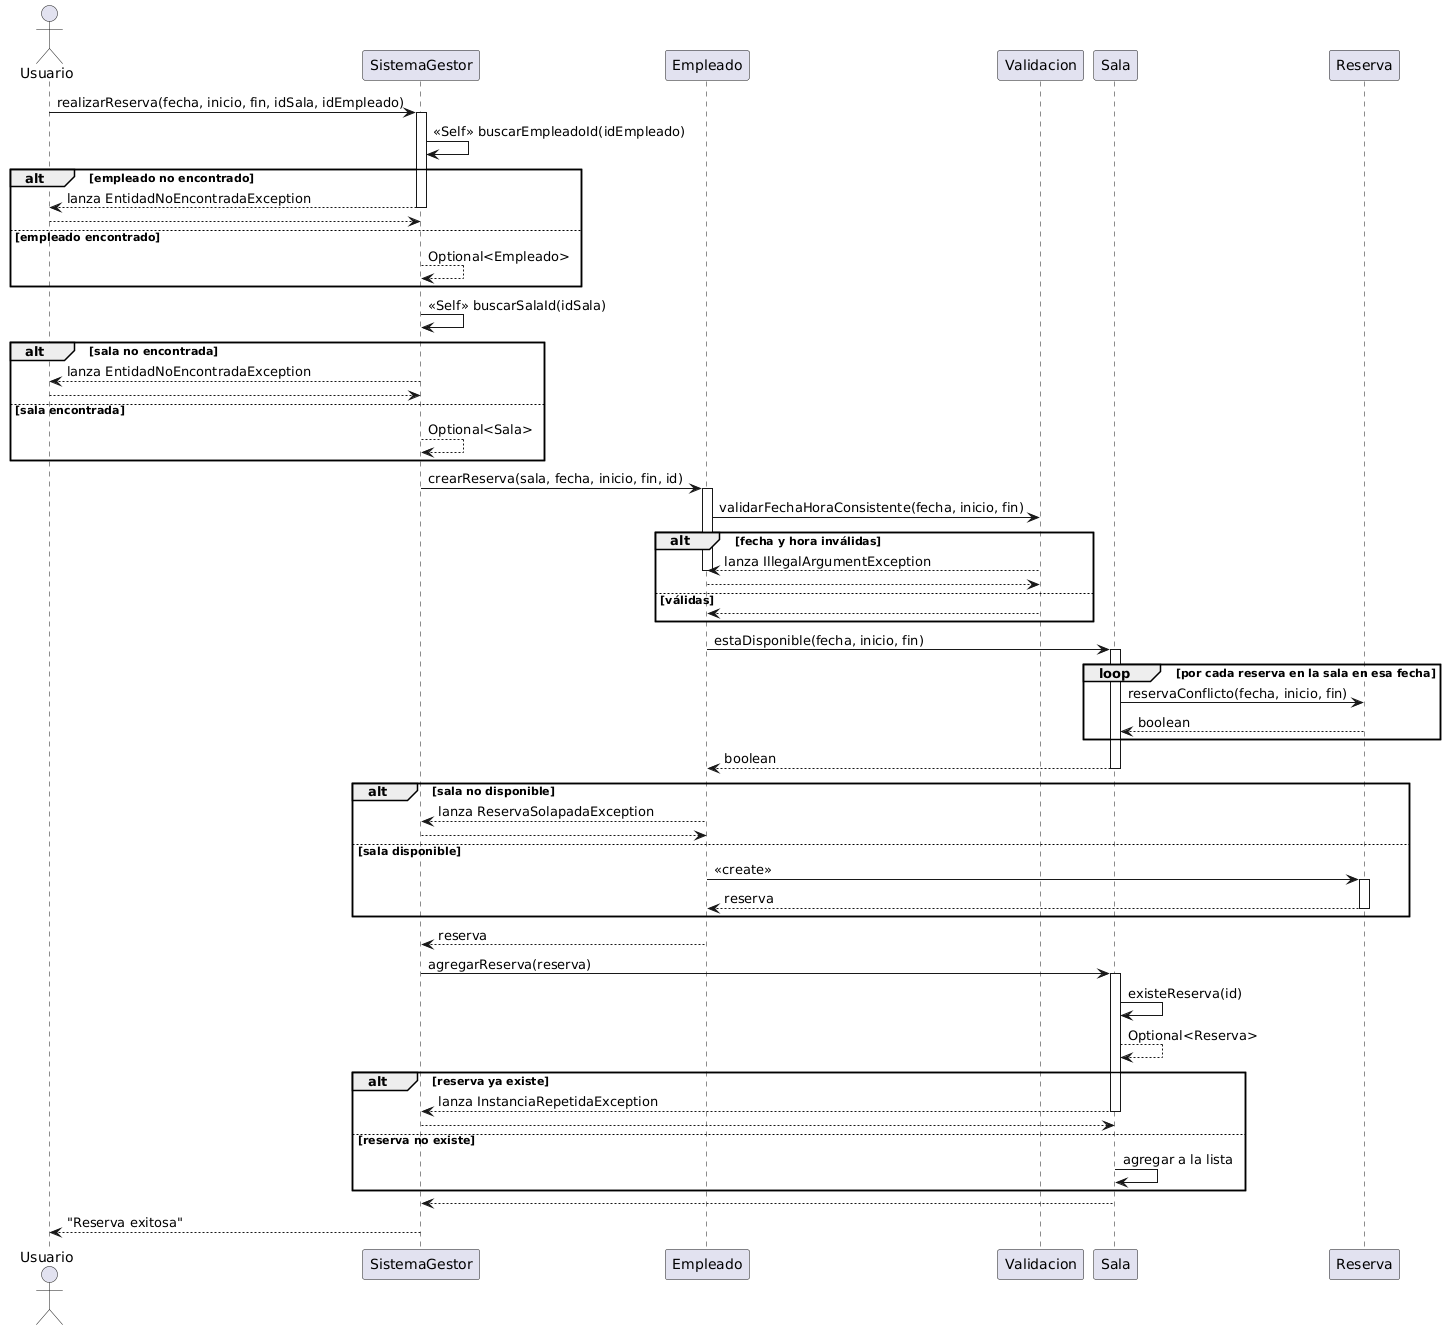 Usuario
SistemaGestor
Empleado
Validacion
Sala
Reserva
realizarReserva(fecha, inicio, fin, idSala, idEmpleado)
«Self» buscarEmpleadoId(idEmpleado)
alt
[empleado no encontrado]
lanza EntidadNoEncontradaException
[empleado encontrado]
Optional<Empleado>
«Self» buscarSalaId(idSala)
alt
[sala no encontrada]
lanza EntidadNoEncontradaException
[sala encontrada]
Optional<Sala>
crearReserva(sala, fecha, inicio, fin, id)
validarFechaHoraConsistente(fecha, inicio, fin)
alt
[fecha y hora inválidas]
lanza IllegalArgumentException
[válidas]
estaDisponible(fecha, inicio, fin)
loop
[por cada reserva en la sala en esa fecha]
reservaConflicto(fecha, inicio, fin)
boolean
boolean
alt
[sala no disponible]
lanza ReservaSolapadaException
[sala disponible]
«create»
reserva
reserva
agregarReserva(reserva)
existeReserva(id)
Optional<Reserva>
alt
[reserva ya existe]
lanza InstanciaRepetidaException
[reserva no existe]
agregar a la lista
"Reserva exitosa"
Usuario
SistemaGestor
Empleado
Validacion
Sala
Reserva